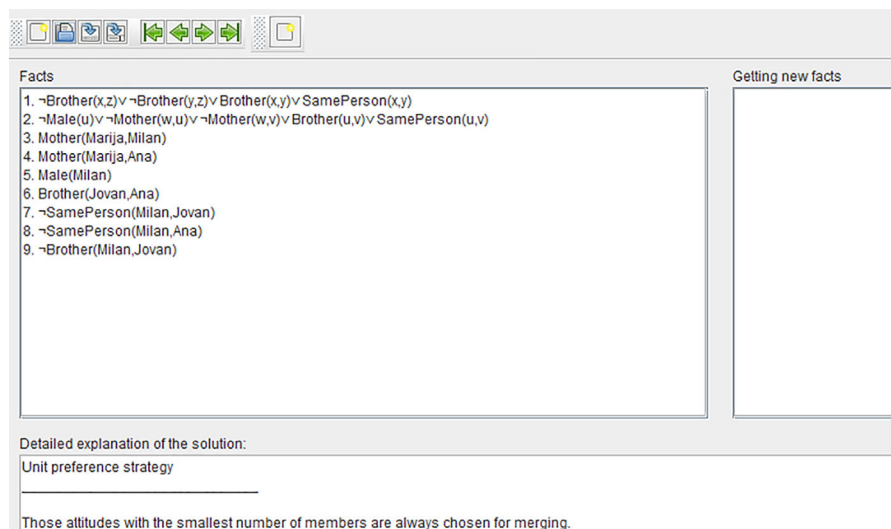 Facts
Getting new facts
1. ¬Brother(x,z)∨¬Brother(y,z)∨Brother(x,y)∨SamePerson(x,y)
2. ¬Male(u)∨¬Mother(w,u)∨¬Mother(w,v)∨Brother(u,v)∨SamePerson(u,v)
3. Mother(Marija,Milan)
4. Mother(Marija,Ana)
5. Male(Milan)
6. Brother(Jovan,Ana)
7. ¬SamePerson(Milan,Jovan)
8. ¬SamePerson(Milan,Ana)
9. ¬Brother(Milan,Jovan)
Detailed explanation of the solution:
Unit preference strategy
Those attitudes with the smallest number of members are always chosen for merging.